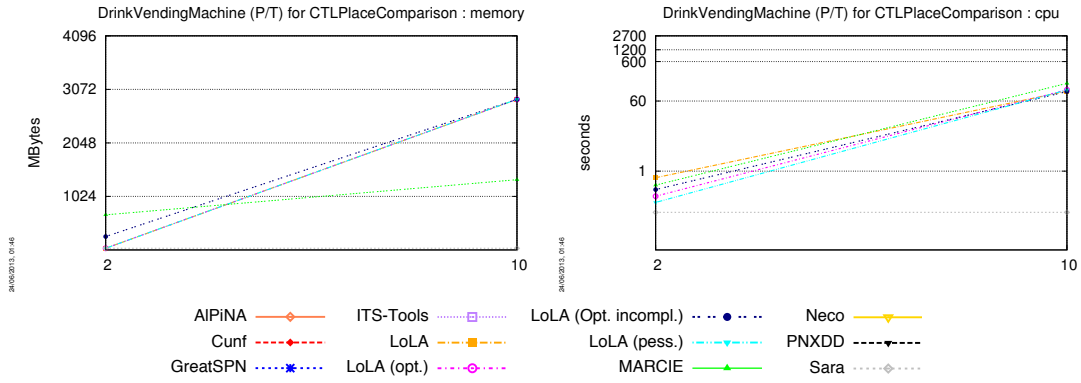 DrinkVendingMachine (P/T) for CTLPlaceComparison : memory
4096
3072
2048
1024
MBytes
2
10
24/06/2013, 01:46
DrinkVendingMachine (P/T) for CTLPlaceComparison : cpu
2700
1200
600
60
1
seconds
2
10
24/06/2013, 01:46
AlPiNA
Cunf
GreatSPN
ITS-Tools
LoLA
LoLA (opt.)
LoLA (Opt. incompl.)
LoLA (pess.)
MARCIE
Neco
PNXDD
Sara